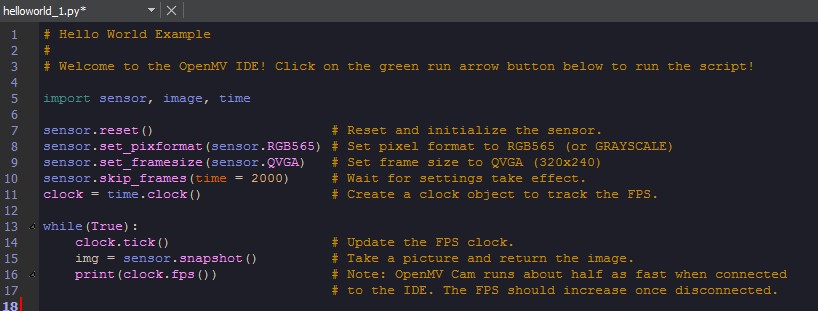 helloworld_1.py*
1 # Hello World Example
2 #
3 # Welcome to the OpenMV IDE! Click on the green run arrow button below to run the script!
4
5 import sensor, image, time
6
7 sensor.reset() # Reset and initialize the sensor.
8 sensor.set_pixformat(sensor.RGB565) # Set pixel format to RGB565 (or GRAYSCALE)
9 sensor.set_framesize(sensor.QVGA) # Set frame size to QVGA (320x240)
10 sensor.skip_frames(time = 2000) # Wait for settings take effect.
11 clock = time.clock() # Create a clock object to track the FPS.
12
13 while(True):
14 clock.tick() # Update the FPS clock.
15 img = sensor.snapshot() # Take a picture and return the image.
16 print(clock.fps()) # Note: OpenMV Cam runs about half as fast when connected
17 # to the IDE. The FPS should increase once disconnected.
18